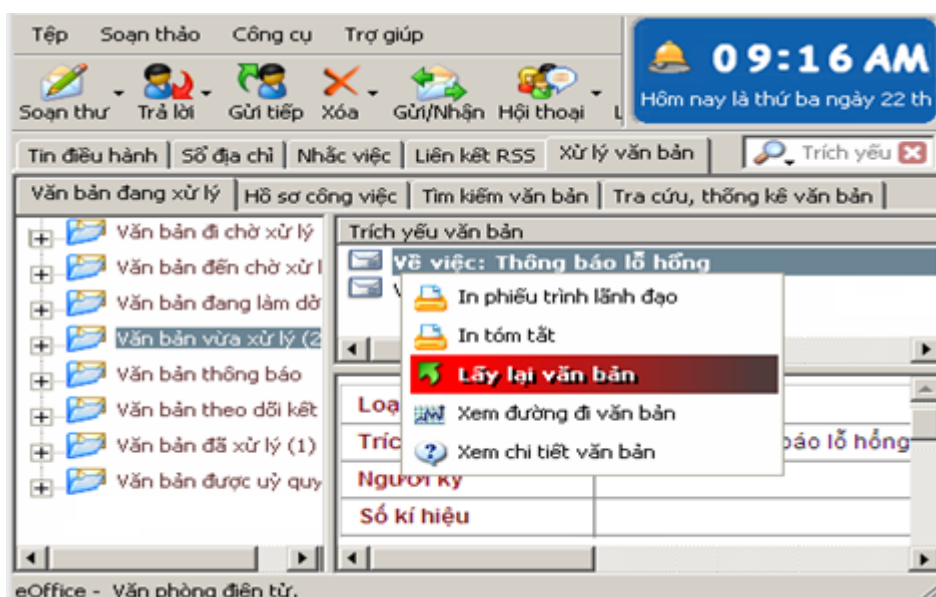 Tệp Soạn thảo Công cụ Trợ giúp
09:16 AM
Hôm nay là thứ ba ngày 22 th
Soạn thư Trả lời Gửi tiếp Xóa Gửi/Nhận Hội thoại
Tin điều hành Sổ địa chỉ Nhắc việc Liên kết RSS Xử lý văn bản Trích yếu
Văn bản đang xử lý Hồ sơ công việc Tìm kiếm văn bản Tra cứu, thống kê văn bản
Văn bản đi chờ xử lý
Văn bản đến chờ xử l
Văn bản đang làm dở
Văn bản vừa xử lý (2
Văn bản thông báo
Văn bản theo dõi kết
Văn bản đã xử lý (1)
Văn bản được uỷ quy
Trích yếu văn bản
Về việc: Thông báo lỗ hổng
In phiếu trình lãnh đạo
In tóm tắt
Lấy lại văn bản
Xem đường đi văn bản
Xem chi tiết văn bản
Loạ
Tríc báo lỗ hổng
Người ký
Số kí hiệu
eOffice - Văn phòng điện tử.